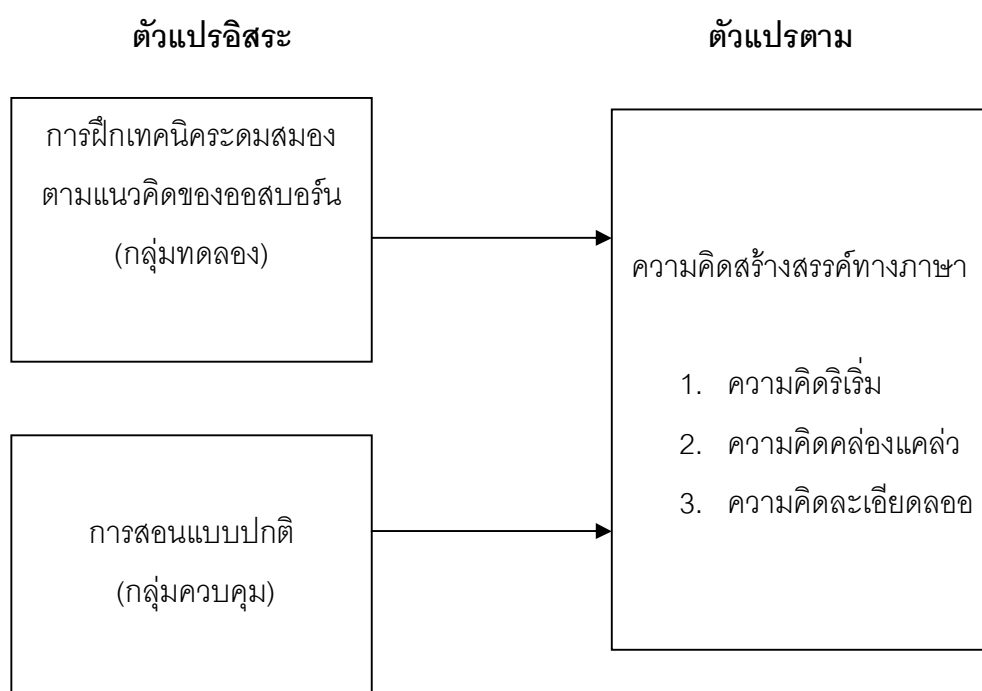 ตัวแปรอิสระ
ตัวแปรตาม
การฝึกเทคนิคระดมสมอง
ตามแนวคิดของออสบอร์น
(กลุ่มทดลอง)
ความคิดสร้างสรรค์ทางภาษา
1. ความคิดริเริ่ม
2. ความคิดคล่องแคล่ว
3. ความคิดละเอียดลออ
การสอนแบบปกติ
(กลุ่มควบคุม)